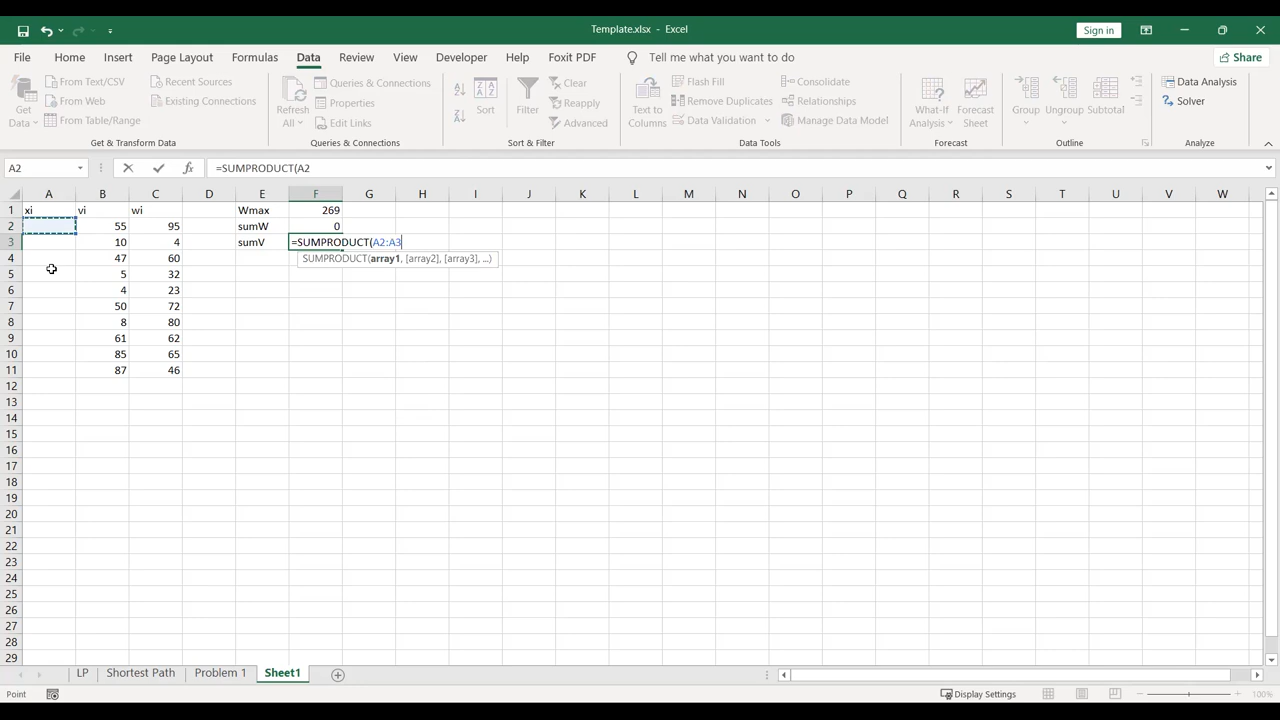 Template.xlsx - Excel
Sign in
File Home Insert Page Layout Formulas Data Review View Developer Help Foxit PDF Tell me what you want to do Share
Get Data
From Text/CSV
From Web
From Table/Range
Recent Sources
Existing Connections
Get & Transform Data
Refresh All
Queries & Connections
Properties
Edit Links
Queries & Connections
Sort
Filter
Clear
Reapply
Advanced
Sort & Filter
Text to Columns
Flash Fill
Remove Duplicates
Data Validation
Consolidate
Relationships
Manage Data Model
Data Tools
What-If Analysis
Forecast Sheet
Forecast
Group
Ungroup
Subtotal
Outline
Data Analysis
Solver
Analyze
A2 fx =SUMPRODUCT(A2
A B C D E F G H I J K L M N O P Q R S T U V W
1 xi vi wi Wmax 269
2 55 95 sumW 0
3 10 4 sumV =SUMPRODUCT(A2:A3
4 47 60 SUMPRODUCT(array1, [array2], [array3], ...)
5 5 32
6 4 23
7 50 72
8 8 80
9 61 62
10 85 65
11 87 46
12
13
14
15
16
17
18
19
20
21
22
23
24
25
26
27
28
29
LP Shortest Path Problem 1 Sheet1
Point Display Settings 100%